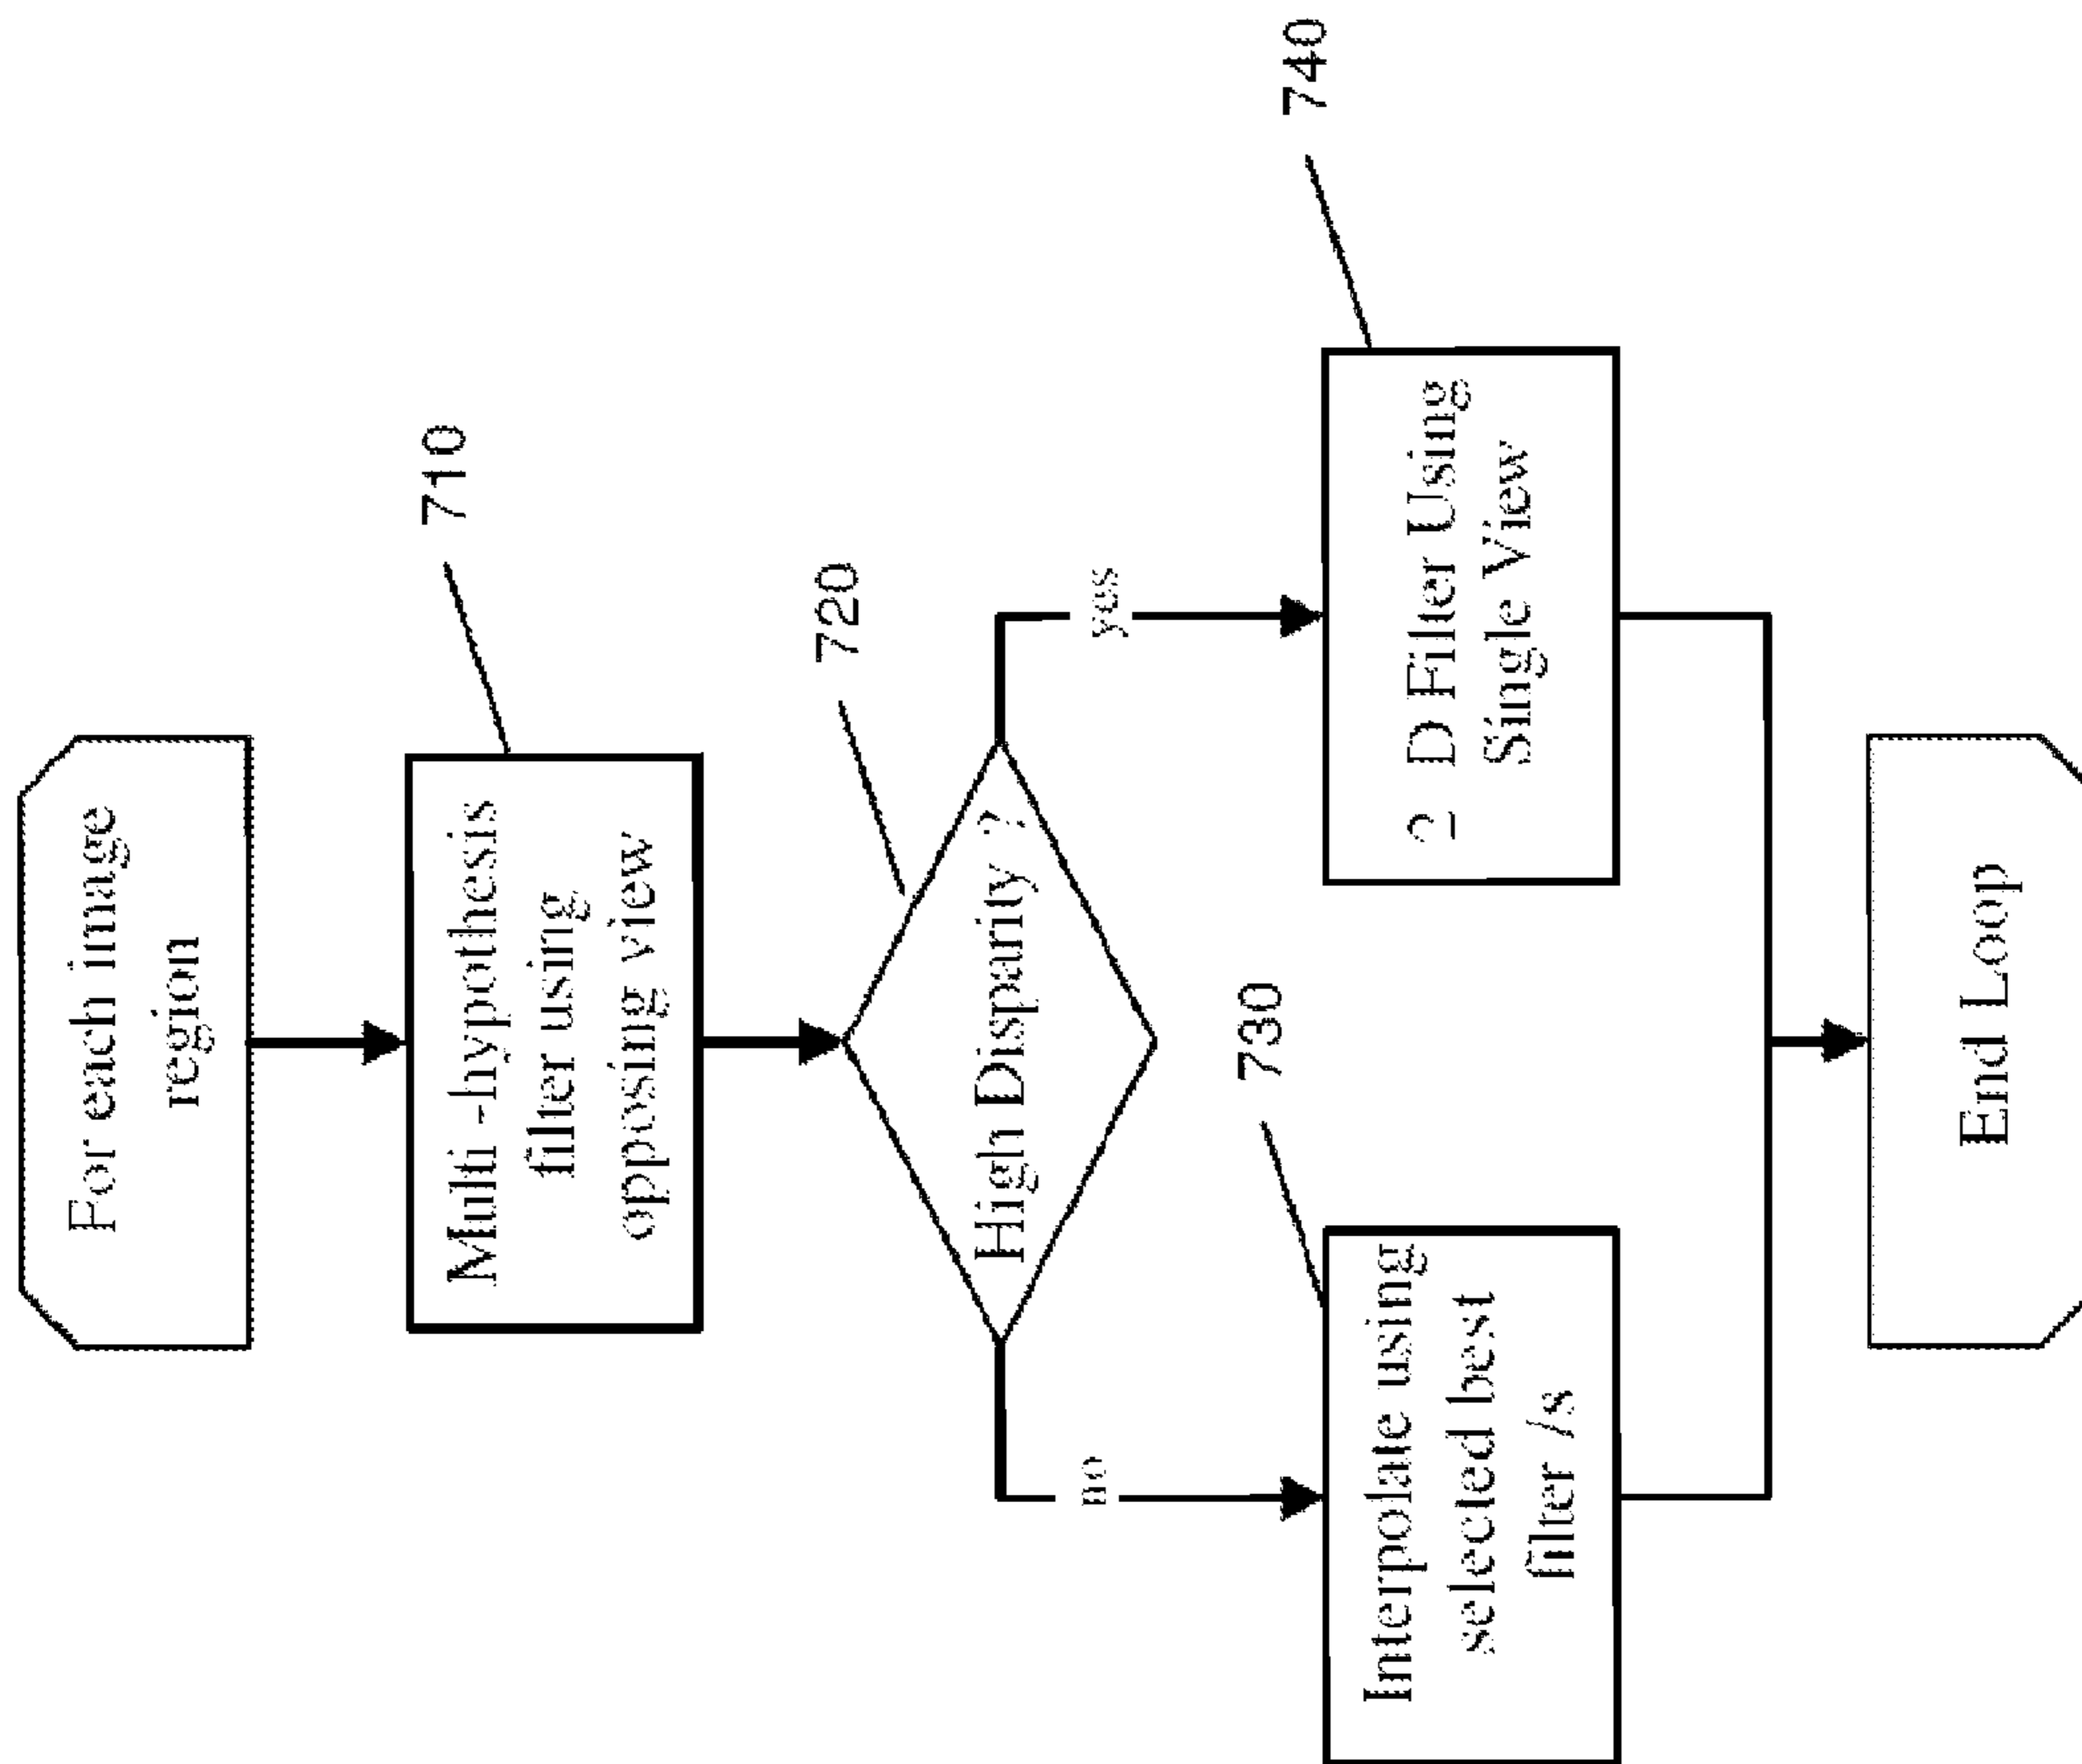 For each image
region
710
Multi -hypothesis
filter using
opposing view
720
High Disparity ?
no
yes
730
Interpolate using
selected best
filter /s
740
2 D Filter Using
Single View
End Loop